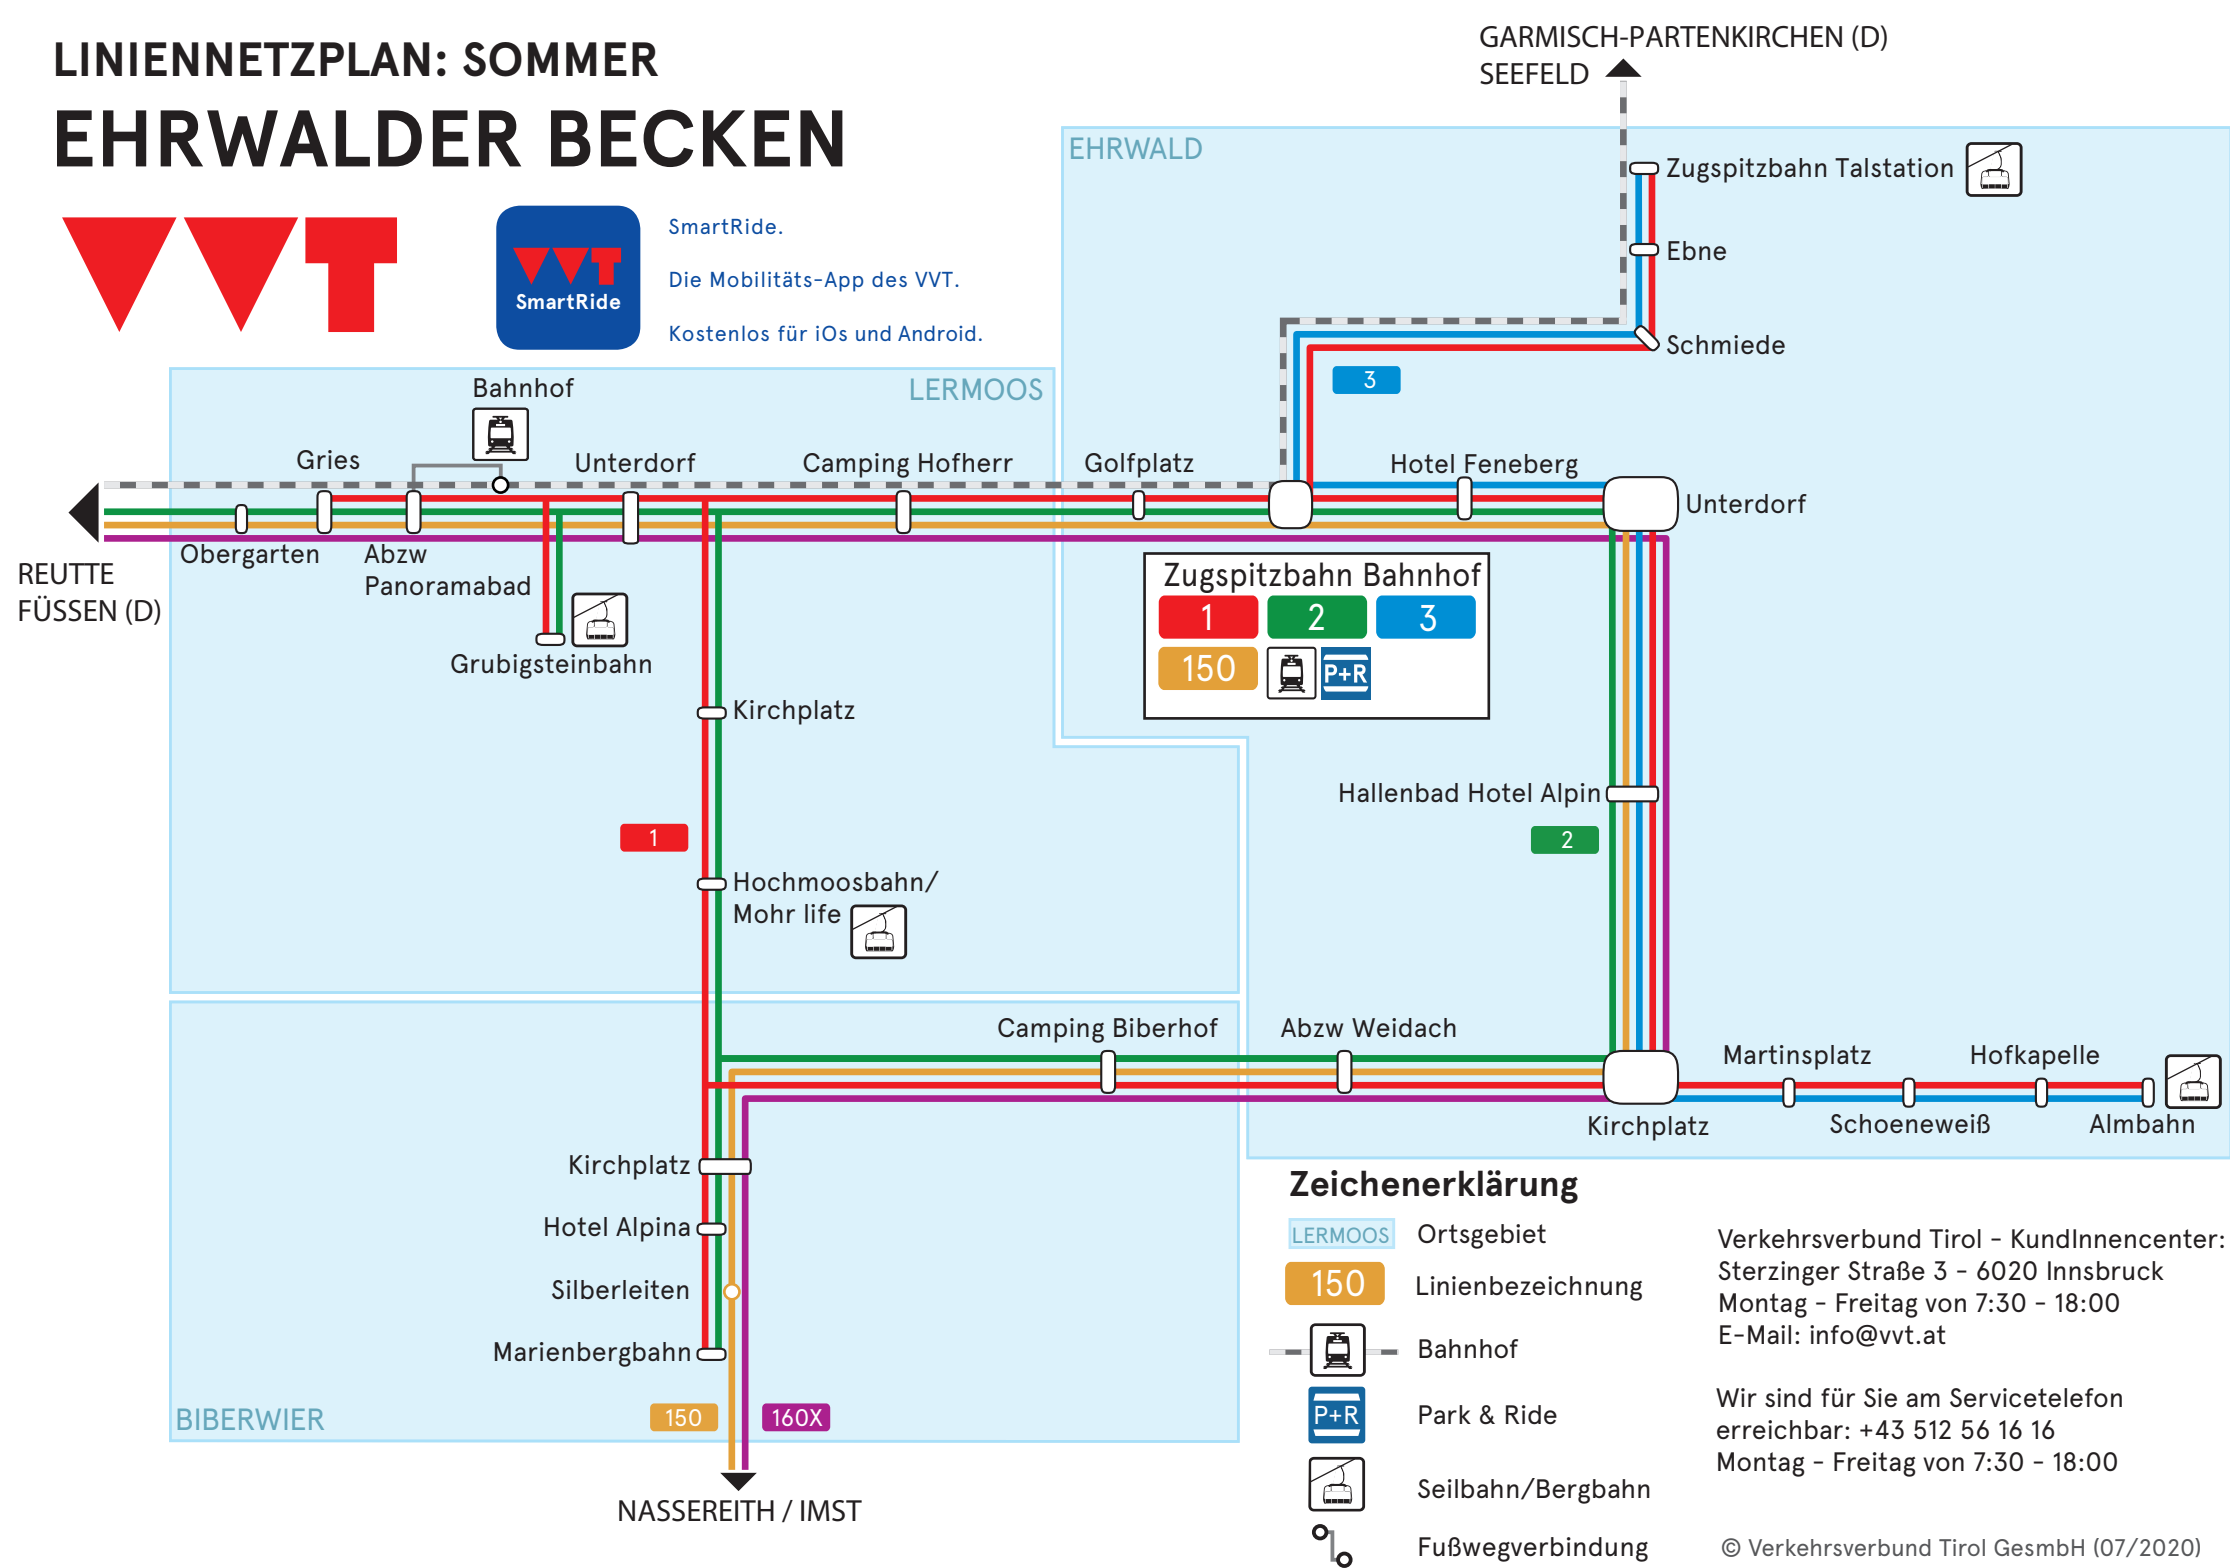 LINIENNETZPLAN: SOMMER
EHRWALDER BECKEN
VVT
VVT
SmartRide
SmartRide.
Die Mobilitäts-App des VVT.
Kostenlos für iOs und Android.
GARMISCH-PARTENKIRCHEN (D)
SEEFELD
EHRWALD
Zugspitzbahn Talstation
Ebne
Schmiede
3
LERMOOS
Bahnhof
Gries
Unterdorf
Camping Hofherr
Golfplatz
Hotel Feneberg
Unterdorf
Obergarten
Abzw
Panoramabad
REUTTE
FÜSSEN (D)
Grubigsteinbahn
Zugspitzbahn Bahnhof
1 2 3
150 P+R
Kirchplatz
Hallenbad Hotel Alpin
1
2
Hochmoosbahn/
Mohr life
Camping Biberhof
Abzw Weidach
Martinsplatz
Hofkapelle
Kirchplatz
Schoeneweiß
Almbahn
Kirchplatz
Hotel Alpina
Silberleiten
Marienbergbahn
BIBERWIER
150
160X
NASSEREITH / IMST
Zeichenerklärung
LERMOOS Ortsgebiet
150 Linienbezeichnung
Bahnhof
P+R Park & Ride
Seilbahn/Bergbahn
Fußwegverbindung
Verkehrsverbund Tirol - KundInnencenter:
Sterzinger Straße 3 - 6020 Innsbruck
Montag - Freitag von 7:30 - 18:00
E-Mail: info@vvt.at
Wir sind für Sie am Servicetelefon
erreichbar: +43 512 56 16 16
Montag - Freitag von 7:30 - 18:00
© Verkehrsverbund Tirol GesmbH (07/2020)